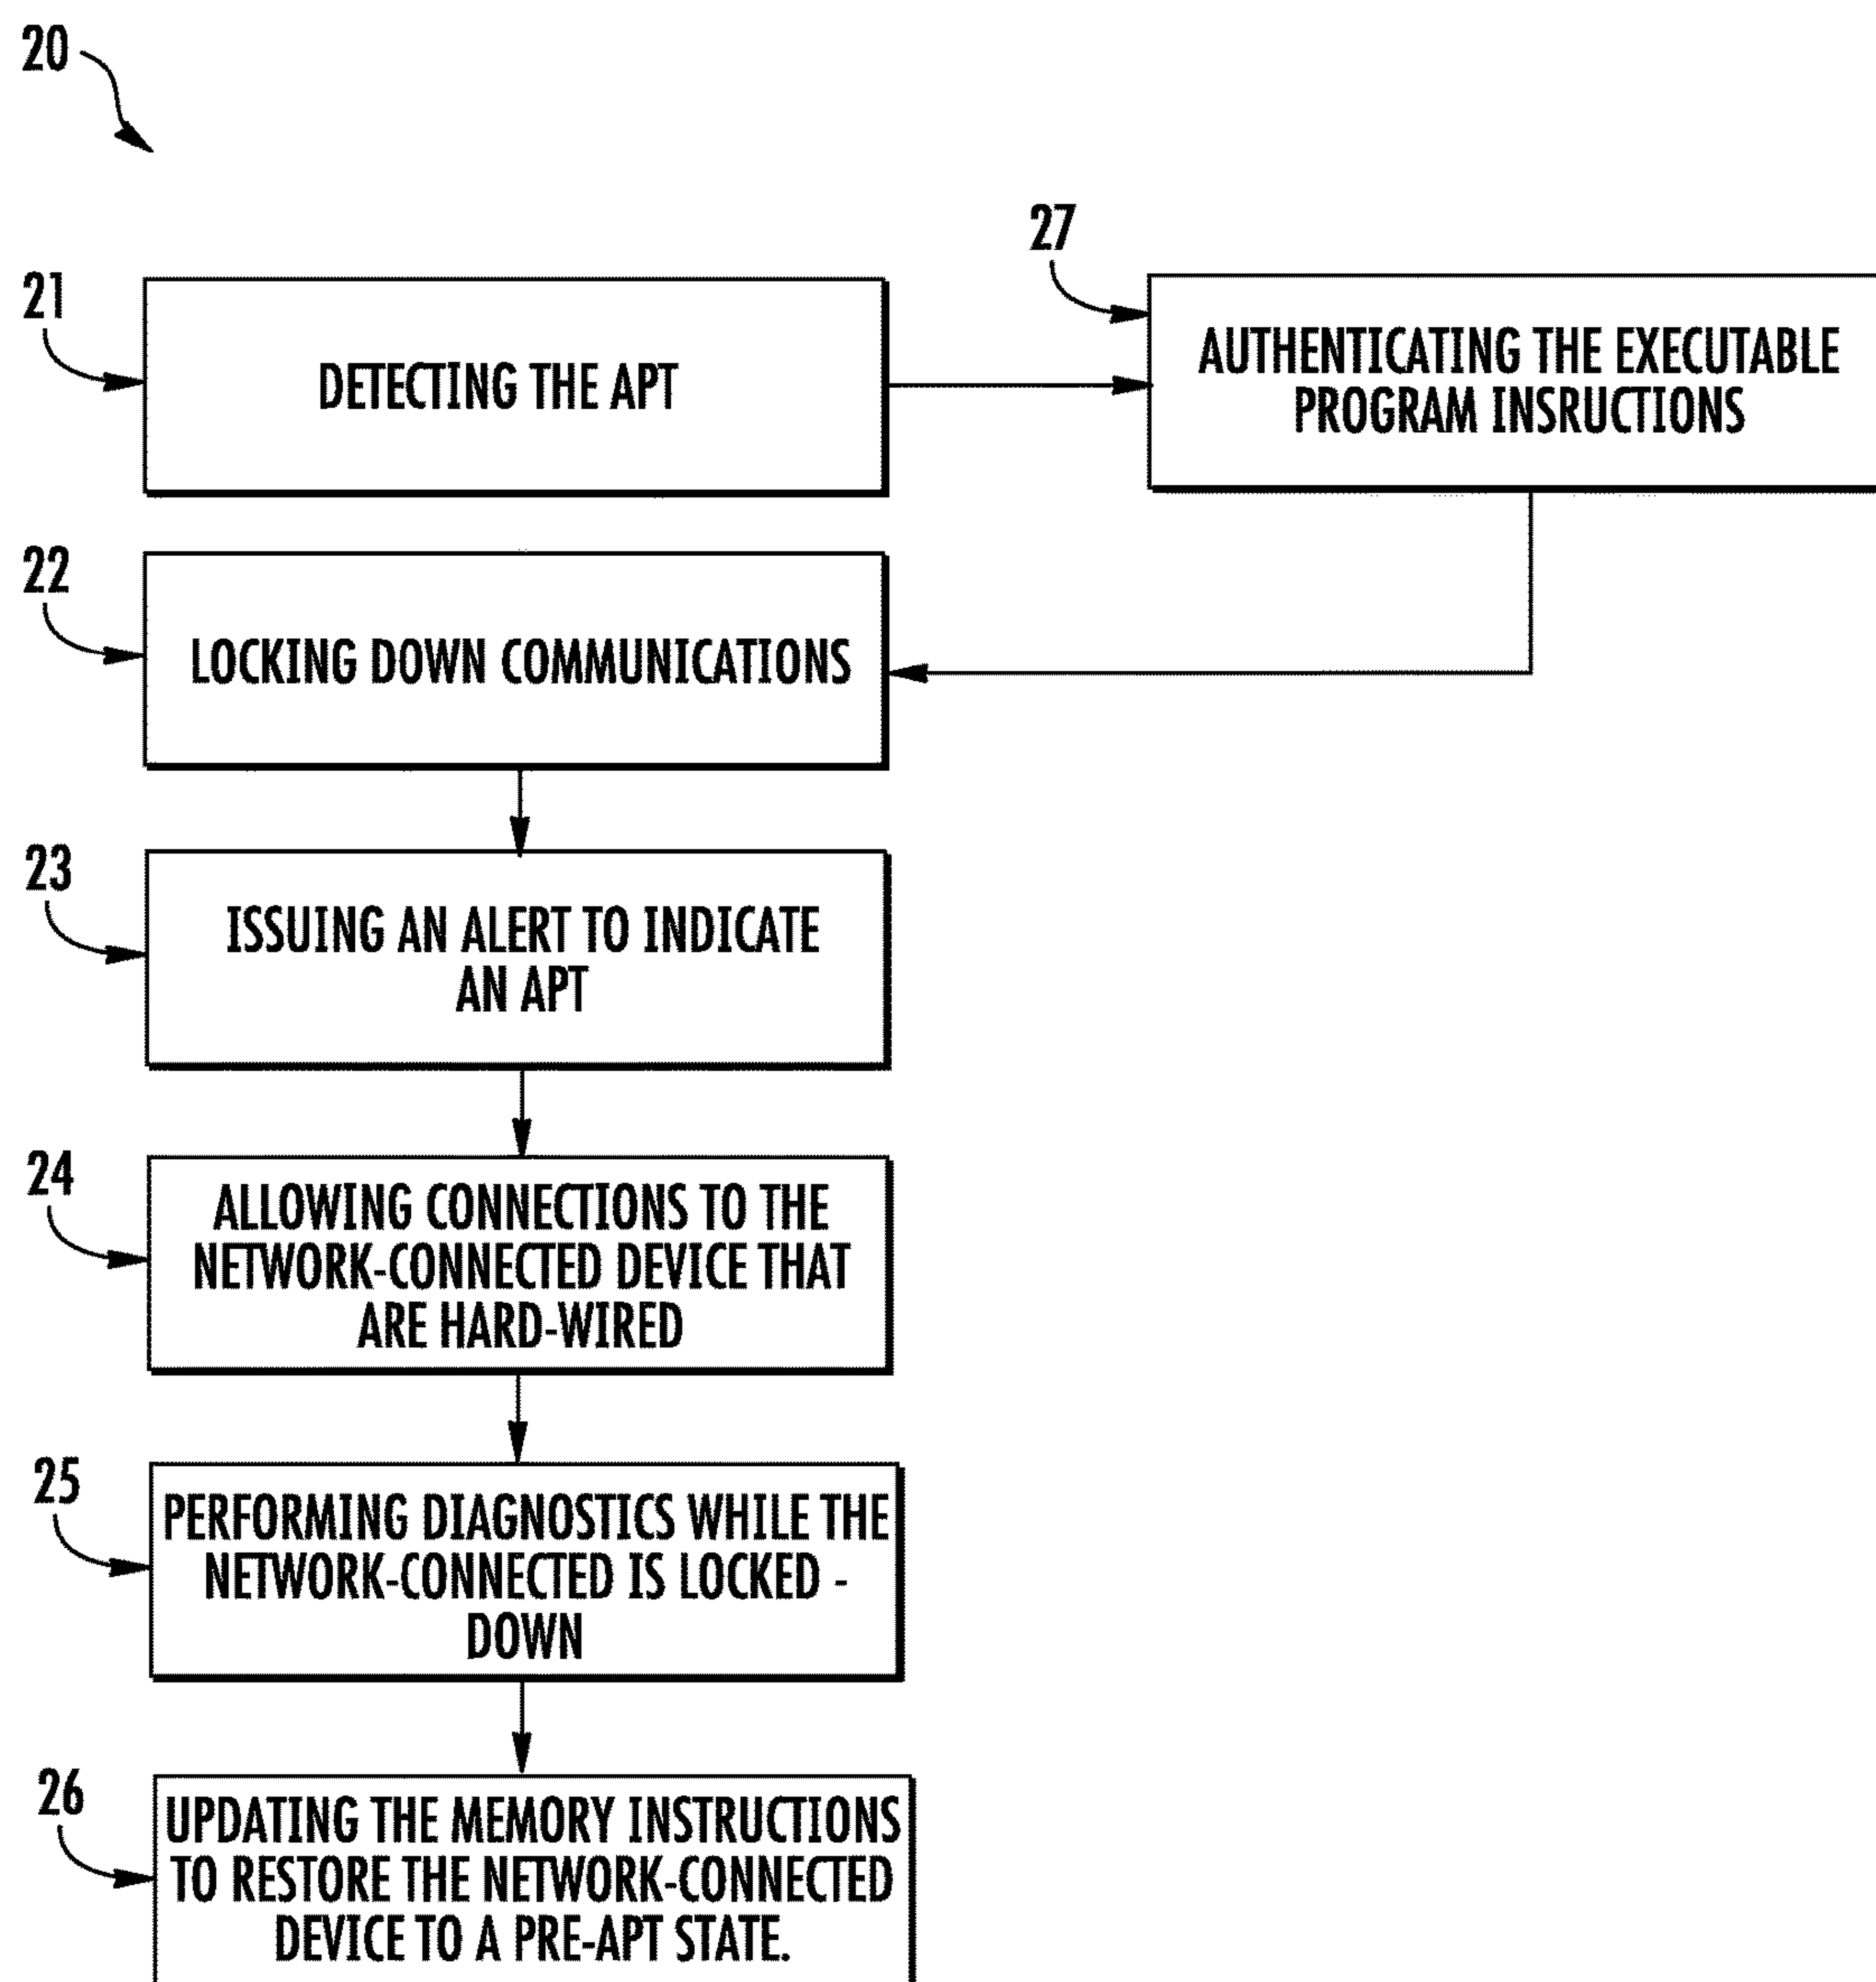 20
21
DETECTING THE APT
27
AUTHENTICATING THE EXECUTABLE
PROGRAM INSRUCTIONS
22
LOCKING DOWN COMMUNICATIONS
23
ISSUING AN ALERT TO INDICATE
AN APT
24
ALLOWING CONNECTIONS TO THE
NETWORK-CONNECTED DEVICE THAT
ARE HARD-WIRED
25
PERFORMING DIAGNOSTICS WHILE THE
NETWORK-CONNECTED IS LOCKED -
DOWN
26
UPDATING THE MEMORY INSTRUCTIONS
TO RESTORE THE NETWORK-CONNECTED
DEVICE TO A PRE-APT STATE.